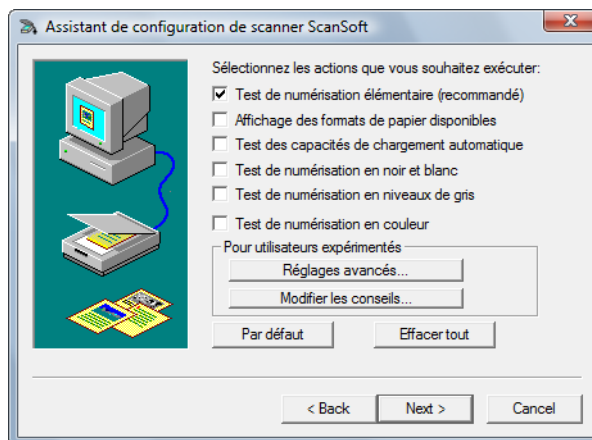 Assistant de configuration de scanner ScanSoft
Sélectionnez les actions que vous souhaitez exécuter:
Test de numérisation élémentaire (recommandé)
Affichage des formats de papier disponibles
Test des capacités de chargement automatique
Test de numérisation en noir et blanc
Test de numérisation en niveaux de gris
Test de numérisation en couleur
Pour utilisateurs expérimentés
Réglages avancés...
Modifier les conseils...
Par défaut
Effacer tout
< Back
Next >
Cancel